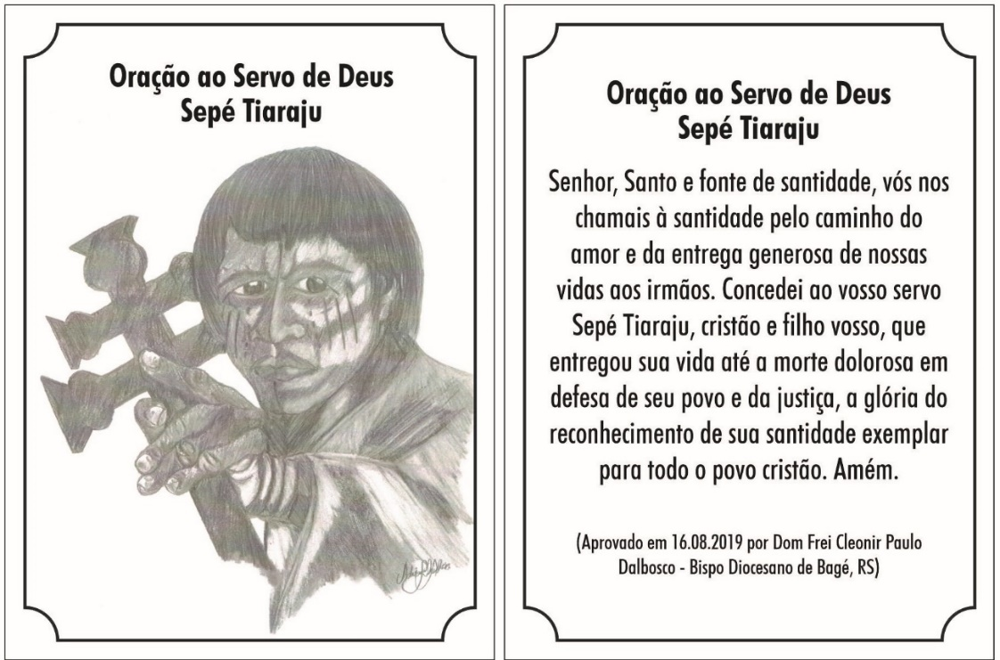 Oração ao Servo de Deus
Sepé Tiaraju
Oração ao Servo de Deus
Sepé Tiaraju
Senhor, Santo e fonte de santidade, vós nos
chamais à santidade pelo caminho do
amor e da entrega generosa de nossas
vidas aos irmãos. Concedei ao vosso servo
Sepé Tiaraju, cristão e filho vosso, que
entregou sua vida até a morte dolorosa em
defesa de seu povo e da justiça, a glória do
reconhecimento de sua santidade exemplar
para todo o povo cristão. Amém.
(Aprovado em 16.08.2019 por Dom Frei Cleonir Paulo
Dalbosco - Bispo Diocesano de Bagé, RS)